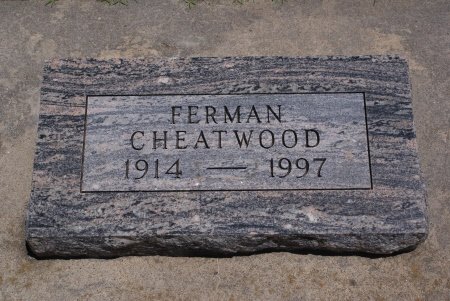 FERMAN
CHEATWOOD
1914 — 1997